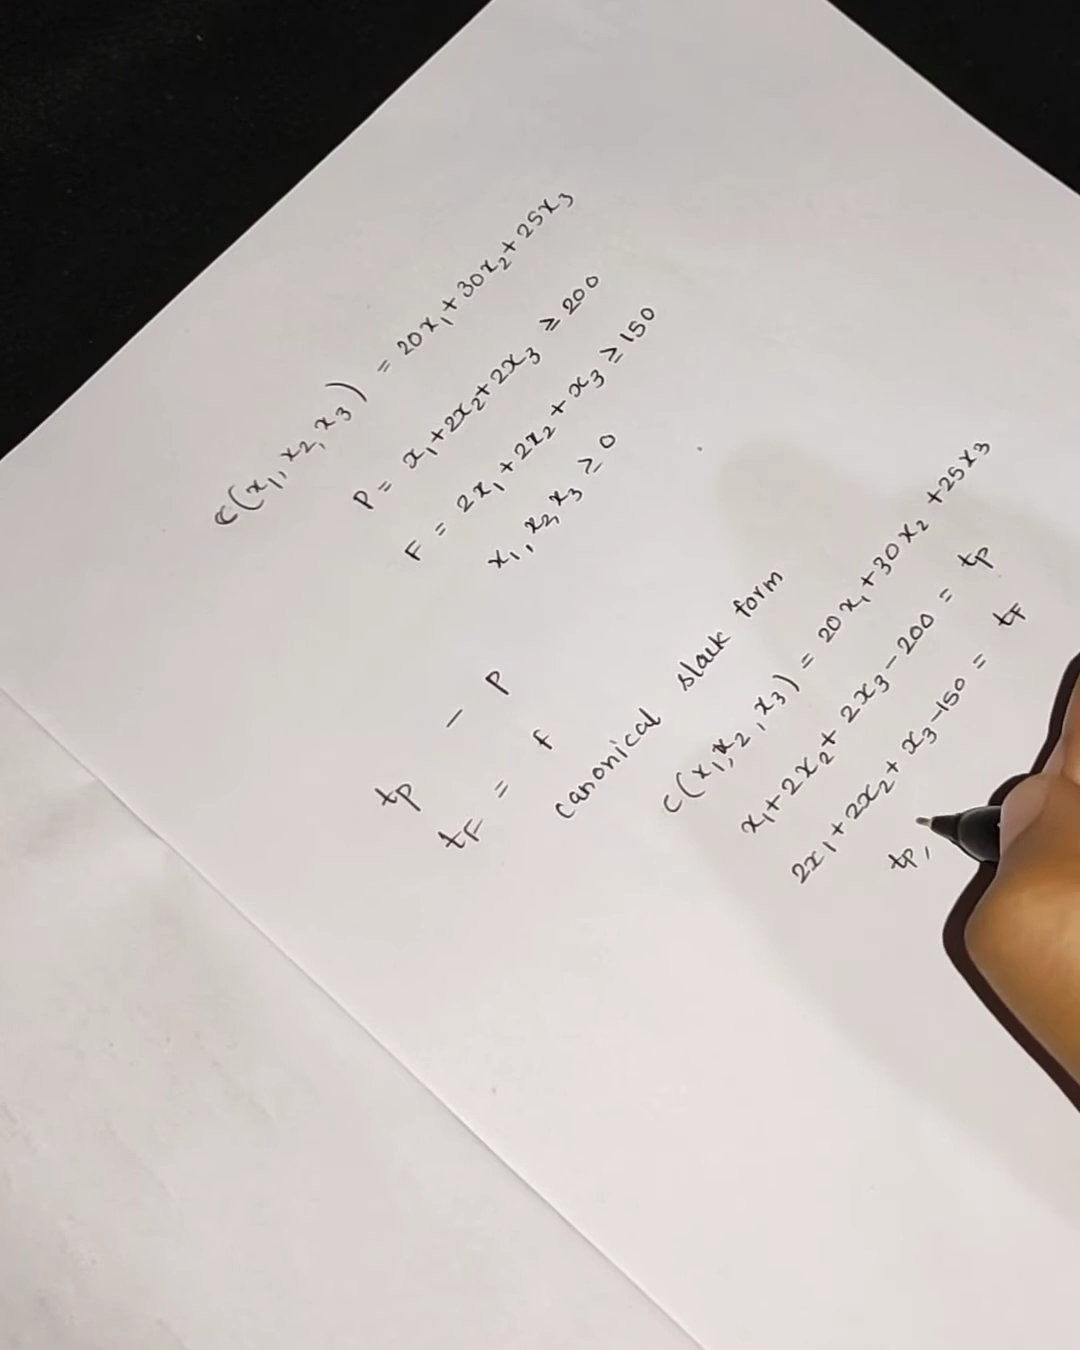 C(x₁, x₂, x₃) = 20x₁ + 30x₂ + 25x₃
P = x₁ + 2x₂ + 2x₃ ≥ 200
F = 2x₁ + 2x₂ + x₃ ≥ 150
x₁, x₂, x₃ ≥ 0
tp – P
tF = f
canonical slack form
C(x₁, x₂, x₃) = 20x₁ + 30x₂ + 25x₃
x₁ + 2x₂ + 2x₃ - 200 = tp
2x₁ + 2x₂ + x₃ - 150 = tF
tp,